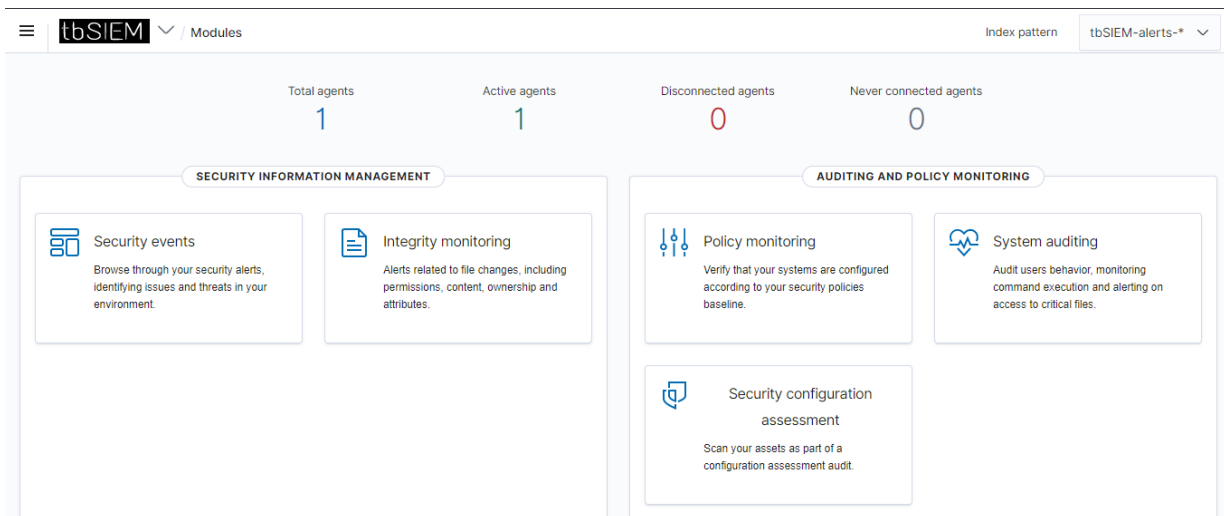 tbSIEM / Modules
Index pattern tbSIEM-alerts-*
Total agents
1
Active agents
1
Disconnected agents
0
Never connected agents
0
SECURITY INFORMATION MANAGEMENT
Security events
Browse through your security alerts,
identifying issues and threats in your
environment.
Integrity monitoring
Alerts related to file changes, including
permissions, content, ownership and
attributes.
AUDITING AND POLICY MONITORING
Policy monitoring
Verify that your systems are configured
according to your security policies
baseline.
System auditing
Audit users behavior, monitoring
command execution and alerting on
access to critical files.
Security configuration
assessment
Scan your assets as part of a
configuration assessment audit.